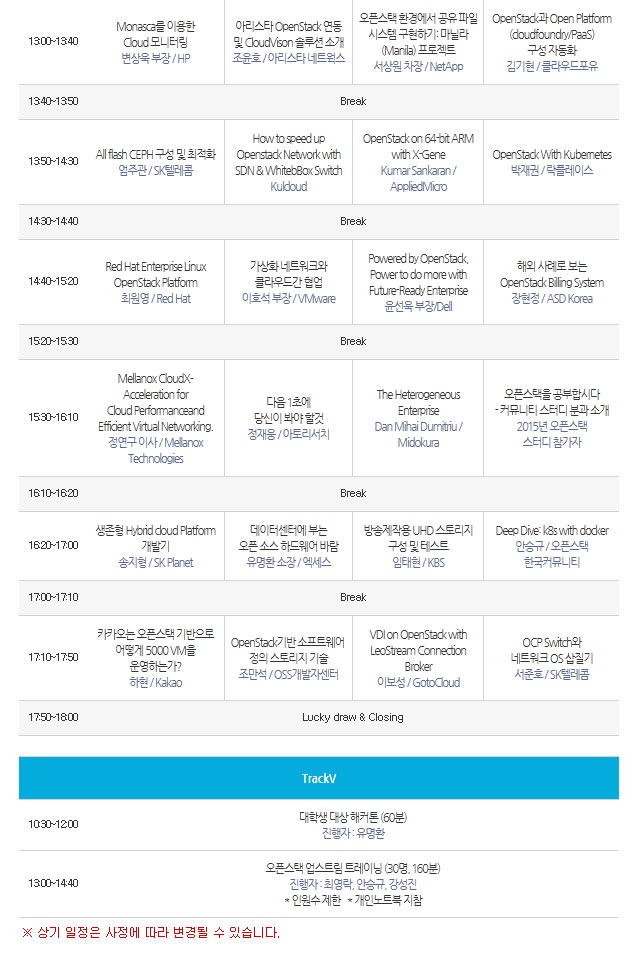 13:00~13:40
Monasca를 이용한
Cloud 모니터링
변상욱 부장 / HP
아리스타 OpenStack 연동
및 CloudVison 솔루션 소개
조윤호 / 아리스타 네트웍스
오픈스택 환경에서 공유 파일
시스템 구현하기: 마닐라
(Manila) 프로젝트
서상원 차장 / NetApp
OpenStack과 Open Platform
(cloudfoundry/PaaS)
구성 자동화
김기현 / 클라우드포유
13:40~13:50
Break
13:50~14:30
All flash CEPH 구성 및 최적화
엄주관 / SK텔레콤
How to speed up
Openstack Network with
SDN & WhitebBox Switch
Kulcloud
OpenStack on 64-bit ARM
with X-Gene
Kumar Sankaran /
AppliedMicro
OpenStack With Kubernetes
박재권 / 락플레이스
14:30~14:40
Break
14:40~15:20
Red Hat Enterprise Linux
OpenStack Platform
최원영 / Red Hat
가상화 네트워크와
클라우드간 협업
이호석 부장 / VMware
Powered by OpenStack,
Power to do more with
Future-Ready Enterprise
윤선욱 부장/Dell
해외 사례로 보는
OpenStack Billing System
장현정 / ASD Korea
15:20~15:30
Break
15:30~16:10
Mellanox CloudX-
Acceleration for
Cloud Performanceand
Efficient Virtual Networking.
정연구 이사 / Mellanox
Technologies
다음 1초에
당신이 봐야 할것
정재웅 / 아토리서치
The Heterogeneous
Enterprise
Dan Mihai Dumitriu /
Midokura
오픈스택을 공부합시다
- 커뮤니티 스터디 분과 소개
2015년 오픈스택
스터디 참가자
16:10~16:20
Break
16:20~17:00
생존형 Hybrid cloud Platform
개발기
송지형 / SK Planet
데이터센터에 부는
오픈 소스 하드웨어 바람
유명환 소장 / 엑세스
방송제작용 UHD 스토리지
구성 및 테스트
임태현 / KBS
Deep Dive: k8s with docker
안승규 / 오픈스택
한국커뮤니티
17:00~17:10
Break
17:10~17:50
카카오는 오픈스택 기반으로
어떻게 5000 VM을
운영하는가?
하현 / Kakao
OpenStack기반 소프트웨어
정의 스토리지 기술
조만석 / OSS개발자센터
VDI on OpenStack with
LeoStream Connection
Broker
이보성 / GotoCloud
OCP Switch와
네트워크 OS 삽질기
서준호 / SK텔레콤
17:50~18:00
Lucky draw & Closing
TrackV
10:30~12:00
대학생 대상 해커톤 (60분)
진행자 : 유명환
13:00~14:40
오픈스택 업스트림 트레이닝 (30명, 160분)
진행자 : 최영락, 안승규, 강성진
* 인원수 제한 * 개인노트북 지참
※ 상기 일정은 사정에 따라 변경될 수 있습니다.